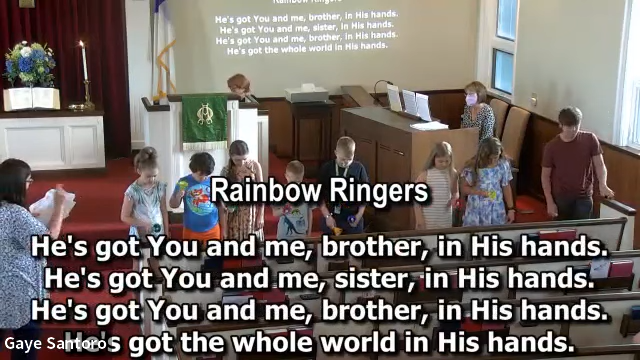 Rainbow Ringers
He's got You and me, brother, in His hands.
He's got You and me, sister, in His hands.
He's got You and me, brother, in His hands.
He's got the whole world in His hands.
Rainbow Ringers
He's got You and me, brother, in His hands.
He's got You and me, sister, in His hands.
He's got You and me, brother, in His hands.
He's got the whole world in His hands.
Gaye Santoro